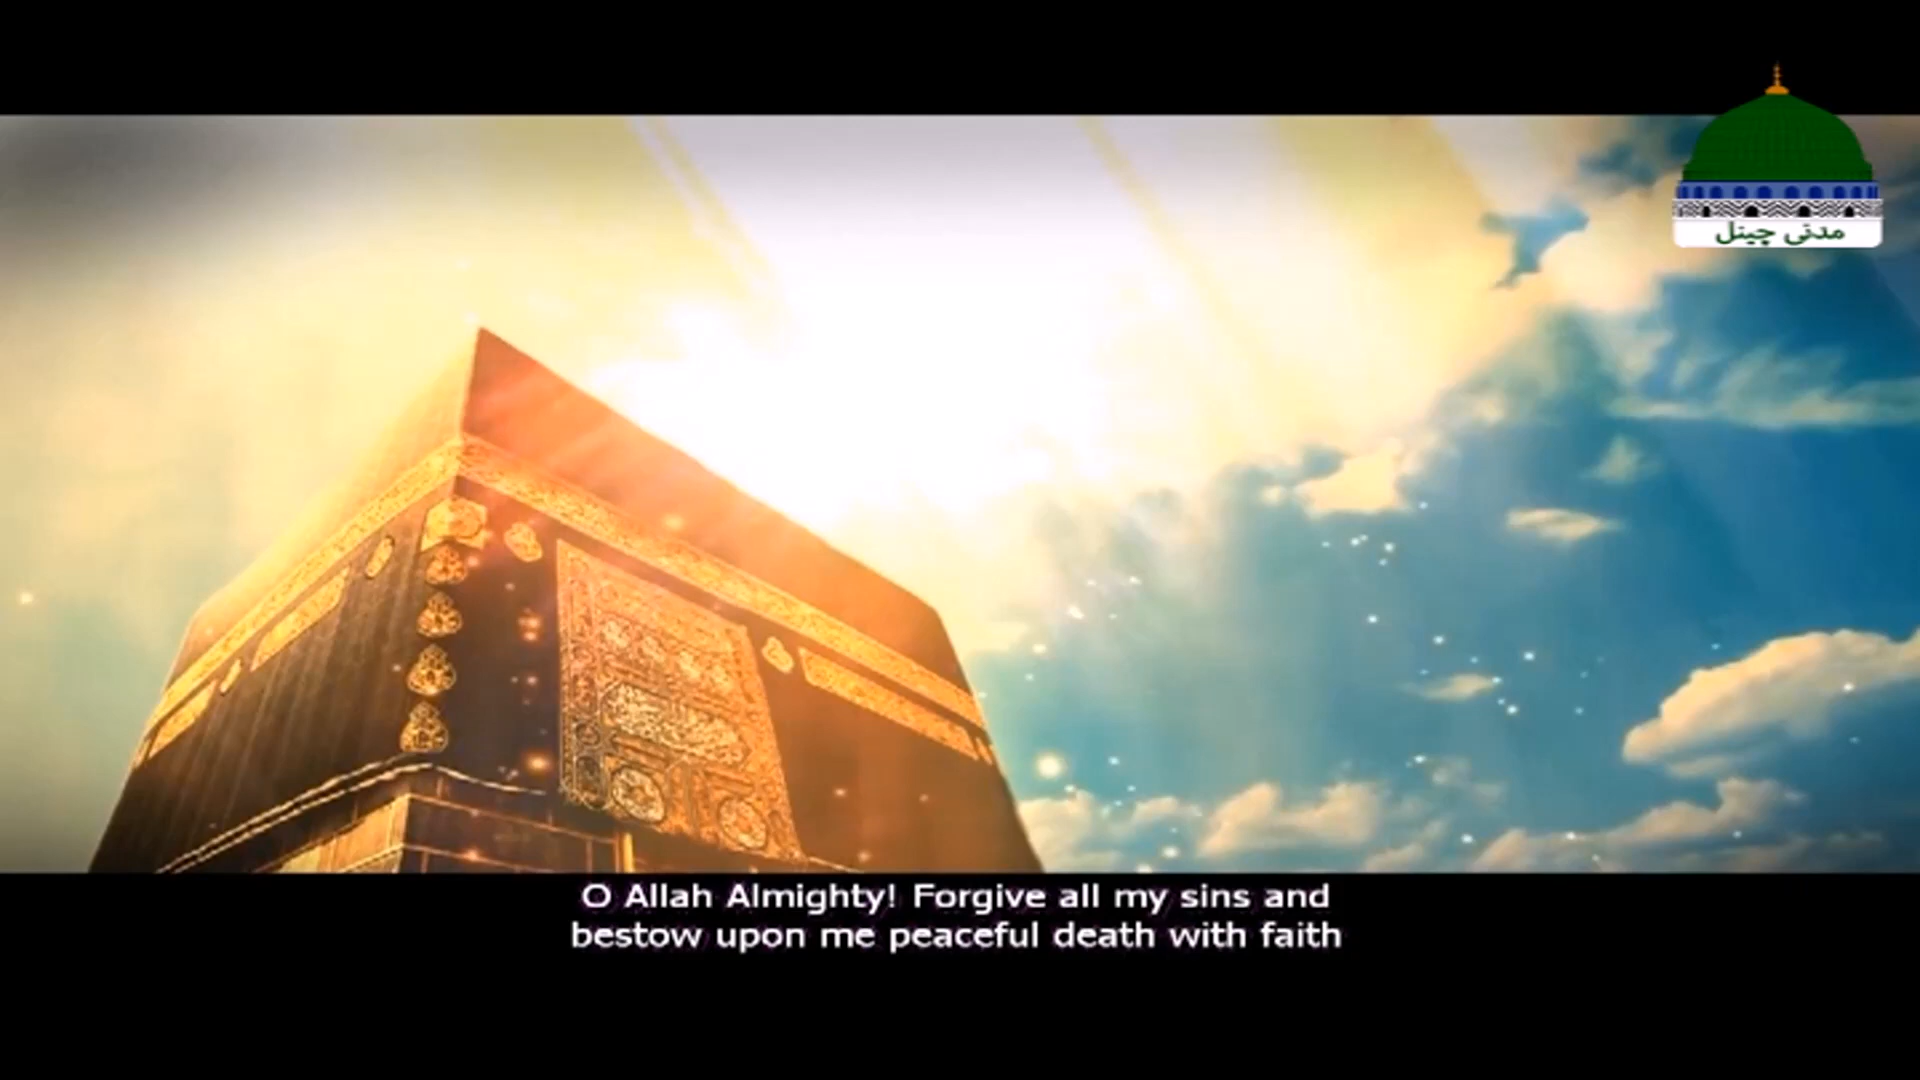 مدنی چینل
O Allah Almighty! Forgive all my sins and
bestow upon me peaceful death with faith